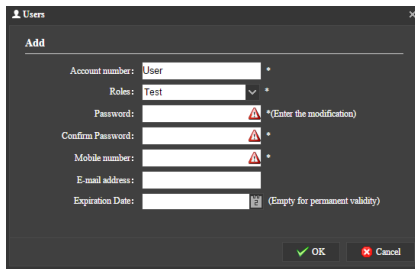 Users
Add
Account number: User *
Roles: Test *
Password: *(Enter the modification)
Confirm Password: *
Mobile number: *
E-mail address:
Expiration Date: (Empty for permanent validity)
OK Cancel